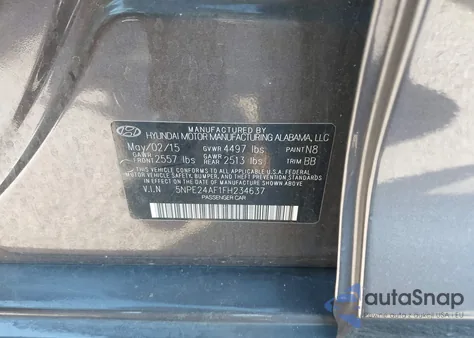 MANUFACTURED BY
HYUNDAI MOTOR MANUFACTURING ALABAMA, LLC
May/02/15 GVWR 4497 lbs PAINT N8
GAWR FRONT 2557 lbs GAWR REAR 2513 lbs TRIM BB
THIS VEHICLE CONFORMS TO ALL APPLICABLE U.S.A. FEDERAL
MOTOR VEHICLE SAFETY, BUMPER, AND THEFT PREVENTION
STANDARDS IN EFFECT ON THE DATE OF MANUFACTURE SHOWN ABOVE.
V.I.N 5NPE24AF1FH234637
PASSENGER CAR
autoSnap